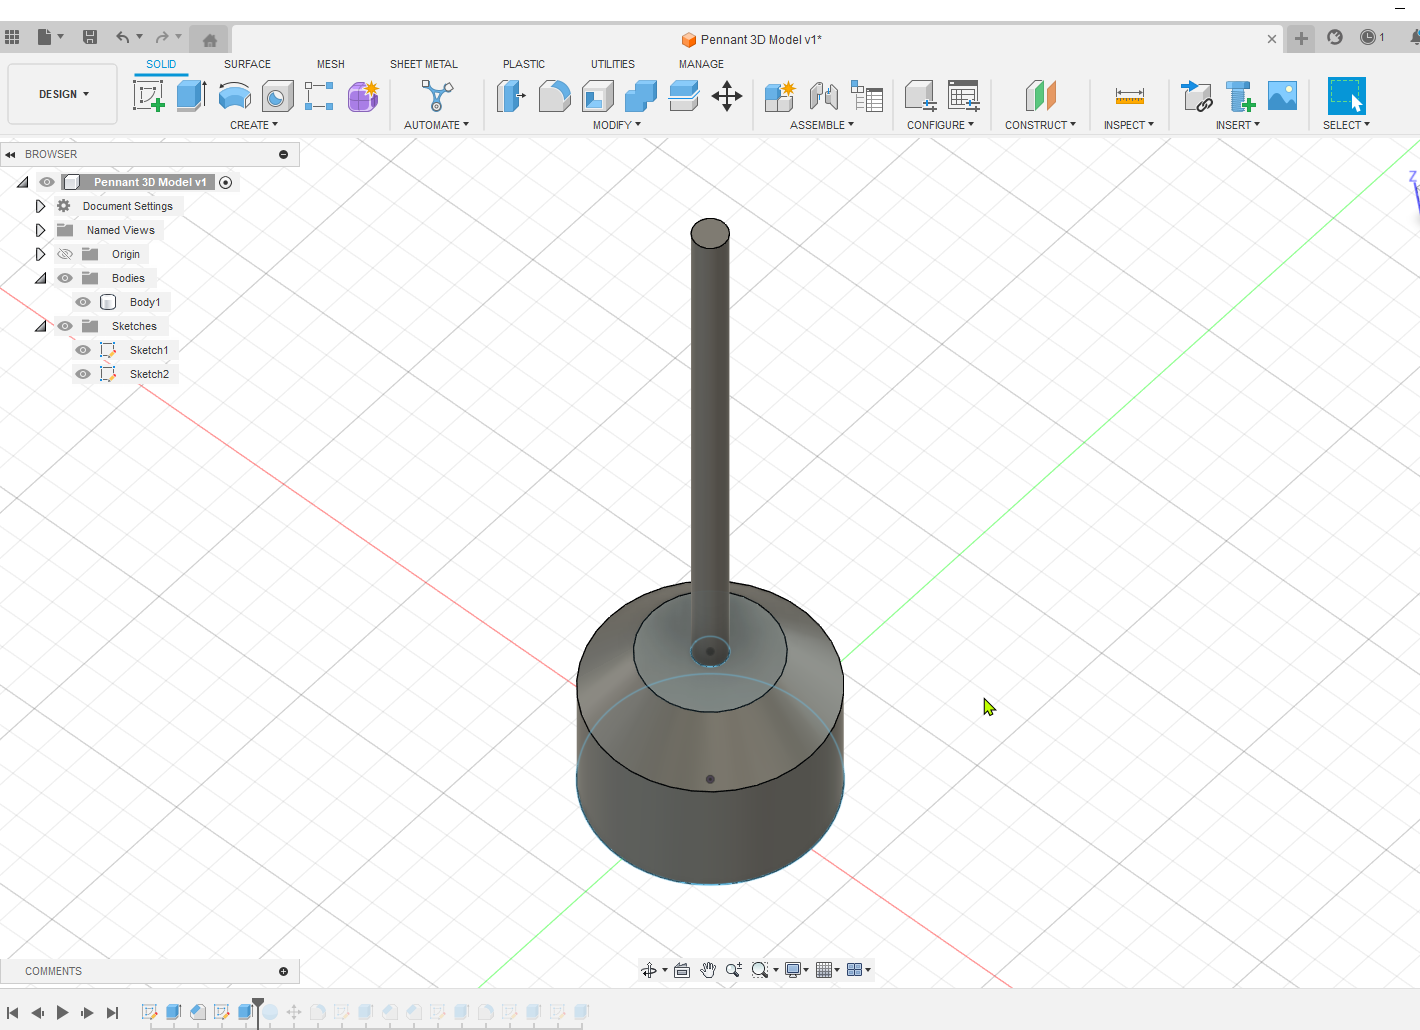 Pennant 3D Model v1*
1
SOLID SURFACE MESH SHEET METAL PLASTIC UTILITIES MANAGE
DESIGN
CREATE AUTOMATE MODIFY ASSEMBLE CONFIGURE CONSTRUCT INSPECT INSERT SELECT
BROWSER
Pennant 3D Model v1
Document Settings
Named Views
Origin
Bodies
Body1
Sketches
Sketch1
Sketch2
Z
COMMENTS